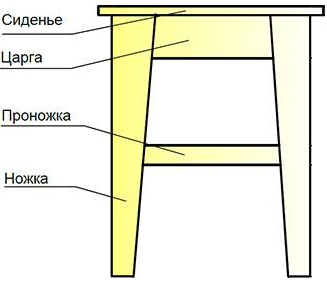 Сиденье
Царга
Проножка
Ножка